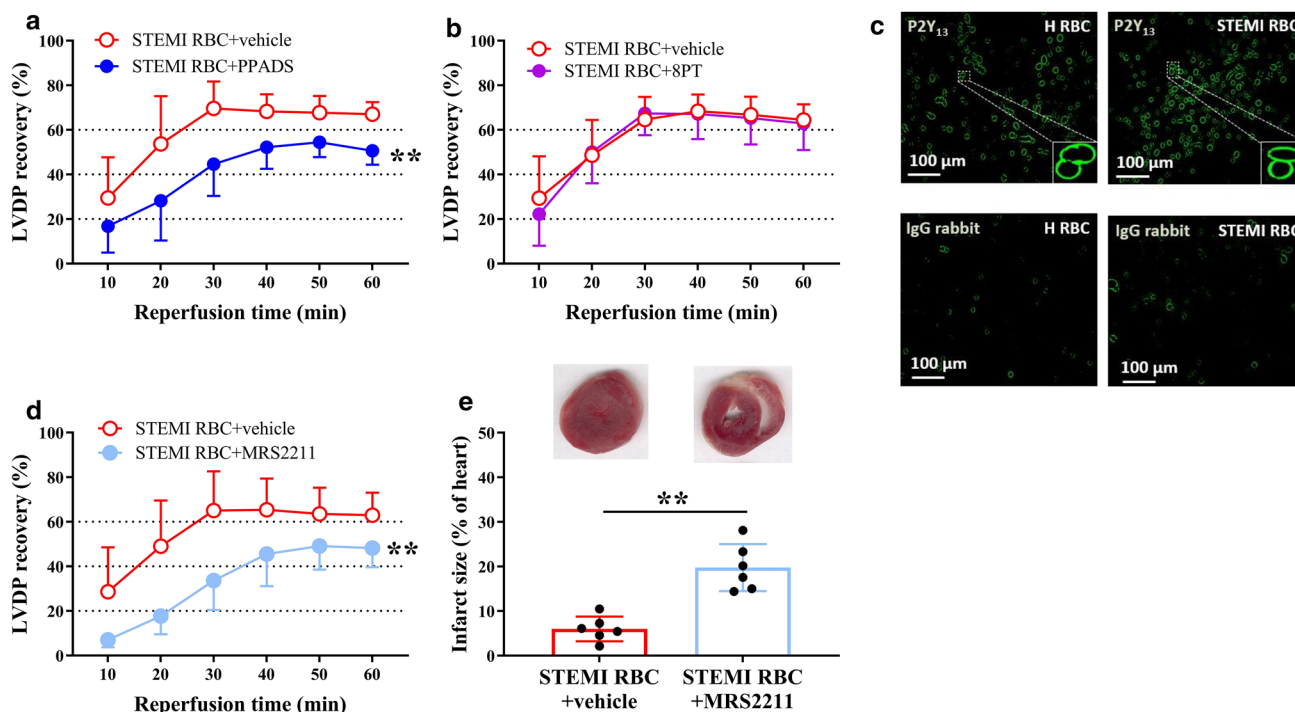 a
STEMI RBC+vehicle
STEMI RBC+PPADS
LVDP recovery (%)
100
80
60
40
20
0
**
10 20 30 40 50 60
Reperfusion time (min)
b
STEMI RBC+vehicle
STEMI RBC+8PT
LVDP recovery (%)
100
80
60
40
20
0
10 20 30 40 50 60
Reperfusion time (min)
c
P2Y₁₃ H RBC
100 µm
P2Y₁₃ STEMI RBC
100 µm
IgG rabbit H RBC
100 µm
IgG rabbit STEMI RBC
100 µm
d
STEMI RBC+vehicle
STEMI RBC+MRS2211
LVDP recovery (%)
100
80
60
40
20
0
**
10 20 30 40 50 60
Reperfusion time (min)
e
Infarct size (% of heart)
50
40
30
20
10
0
**
STEMI RBC
+vehicle
STEMI RBC
+MRS2211